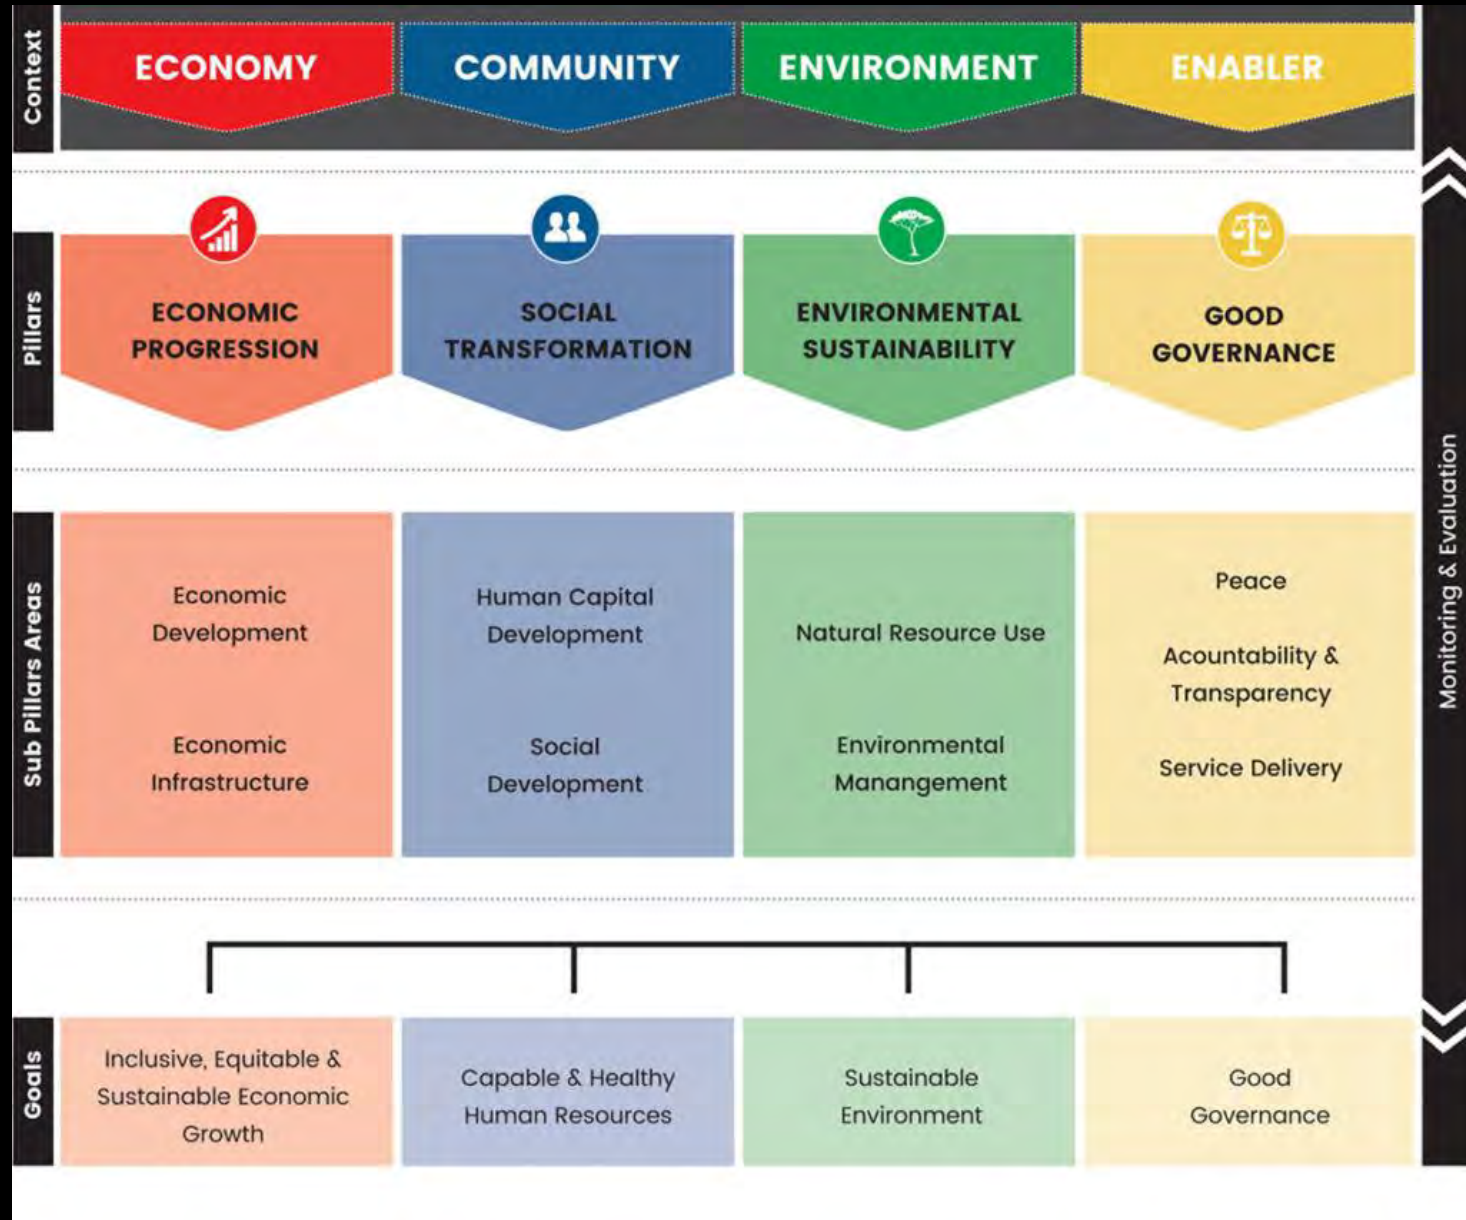 Context
ECONOMY
COMMUNITY
ENVIRONMENT
ENABLER
Pillars
ECONOMIC
PROGRESSION
SOCIAL
TRANSFORMATION
ENVIRONMENTAL
SUSTAINABILITY
GOOD
GOVERNANCE
Sub Pillars Areas
Economic
Development
Economic
Infrastructure
Human Capital
Development
Social
Development
Natural Resource Use
Environmental
Manangement
Peace
Acountability &
Transparency
Service Delivery
Goals
Inclusive, Equitable &
Sustainable Economic
Growth
Capable & Healthy
Human Resources
Sustainable
Environment
Good
Governance
Monitoring & Evaluation